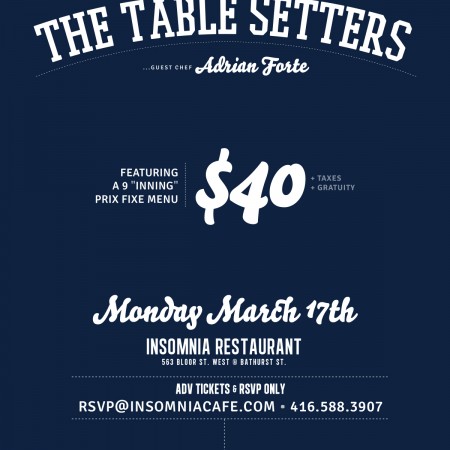 THE TABLE SETTERS
...GUEST CHEF Adrian Forte
FEATURING
A 9 "INNING"
PRIX FIXE MENU
$40
+ TAXES
+ GRATUITY
Monday March 17th
INSOMNIA RESTAURANT
563 BLOOR ST. WEST @ BATHURST ST.
ADV TICKETS & RSVP ONLY
RSVP@INSOMNIACAFE.COM • 416.588.3907